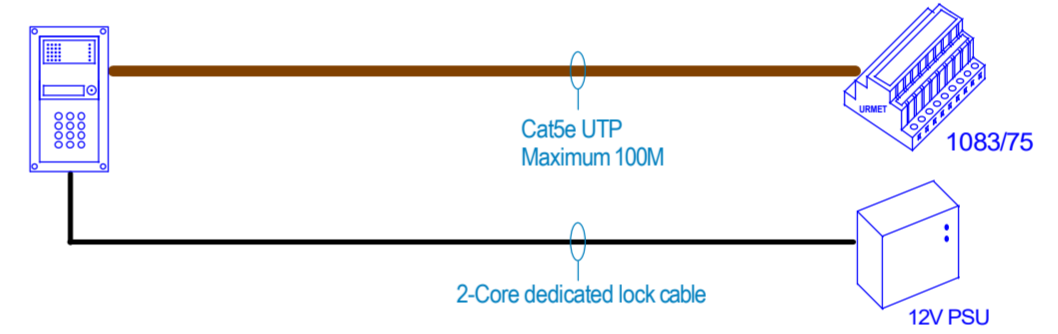 Cat5e UTP
Maximum 100M
URMET
1083/75
2-Core dedicated lock cable
12V PSU